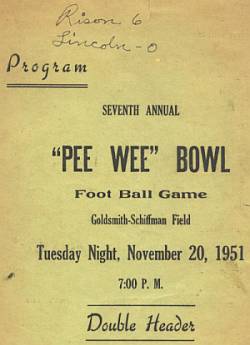 Rison 6
Lincoln - 0
Program
SEVENTH ANNUAL
"PEE WEE" BOWL
Foot Ball Game
Goldsmith-Schiffman Field
Tuesday Night, November 20, 1951
7:00 P. M.
Double Header